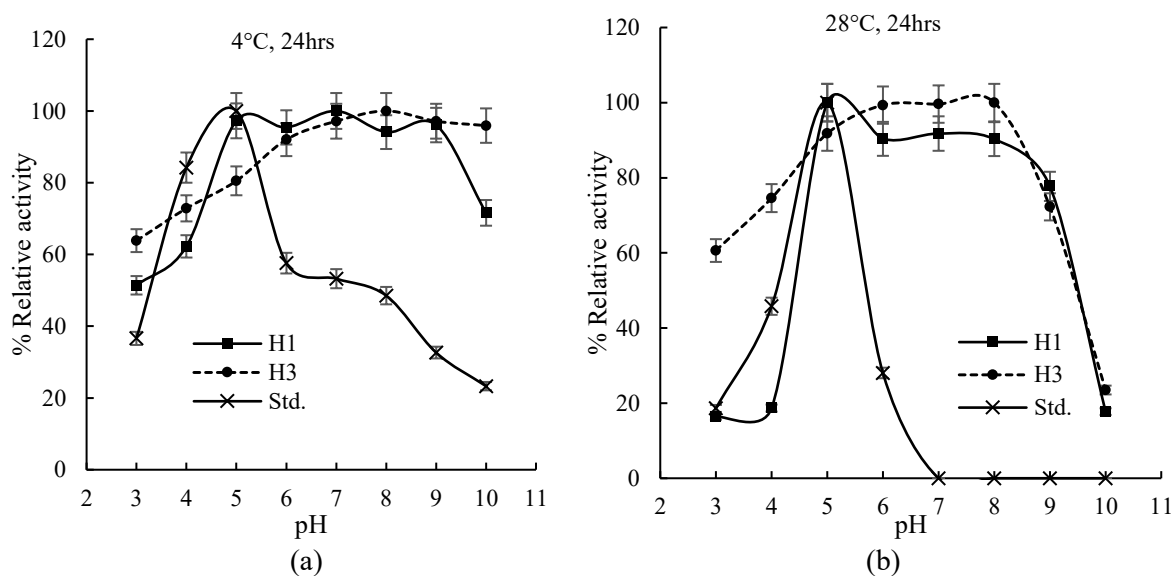 4°C, 24hrs
120
100
80
60
40
20
0
% Relative activity
H1
H3
Std.
2 3 4 5 6 7 8 9 10 11
pH
(a)
28°C, 24hrs
120
100
80
60
40
20
0
% Relative activity
H1
H3
Std.
2 3 4 5 6 7 8 9 10 11
pH
(b)